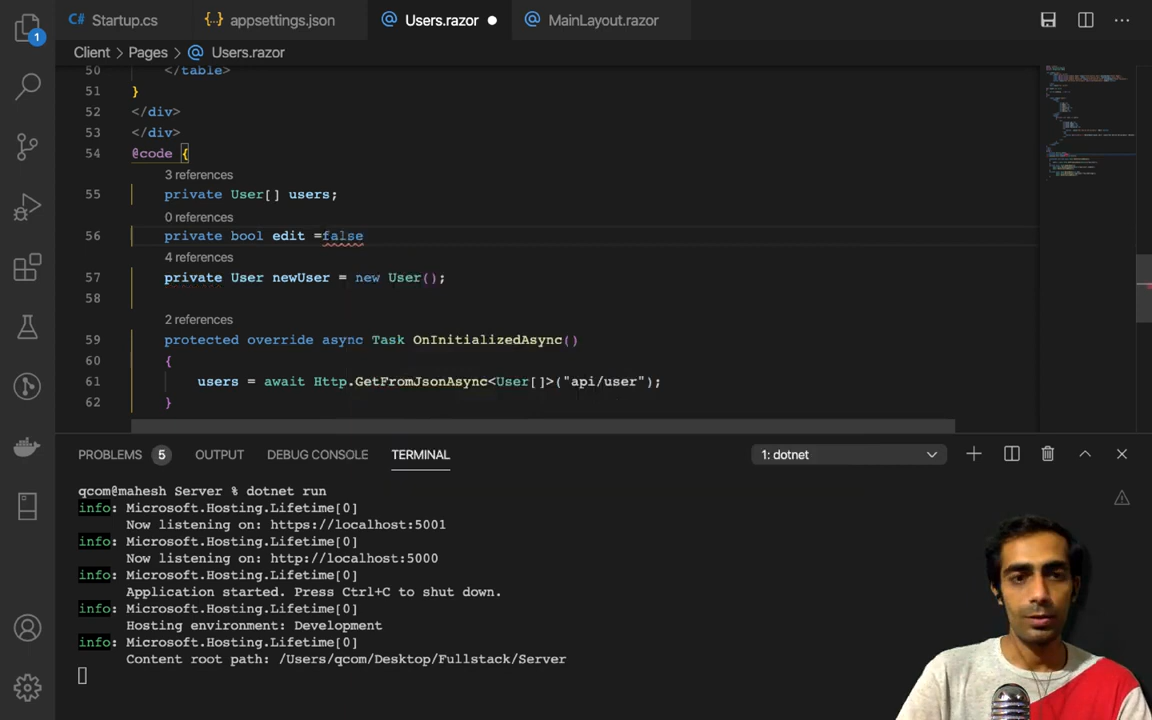 1
Startup.cs
appsettings.json
Users.razor
MainLayout.razor
Client > Pages > Users.razor
50 </table>
51 }
52 </div>
53 </div>
54 @code {
3 references
55 private User[] users;
0 references
56 private bool edit =false
4 references
57 private User newUser = new User();
58
2 references
59 protected override async Task OnInitializedAsync()
60 {
61 users = await Http.GetFromJsonAsync<User[]>("api/user");
62 }
PROBLEMS 5 OUTPUT DEBUG CONSOLE TERMINAL 1: dotnet
qcom@mahesh Server % dotnet run
info: Microsoft.Hosting.Lifetime[0]
Now listening on: https://localhost:5001
info: Microsoft.Hosting.Lifetime[0]
Now listening on: http://localhost:5000
info: Microsoft.Hosting.Lifetime[0]
Application started. Press Ctrl+C to shut down.
info: Microsoft.Hosting.Lifetime[0]
Hosting environment: Development
info: Microsoft.Hosting.Lifetime[0]
Content root path: /Users/qcom/Desktop/Fullstack/Server